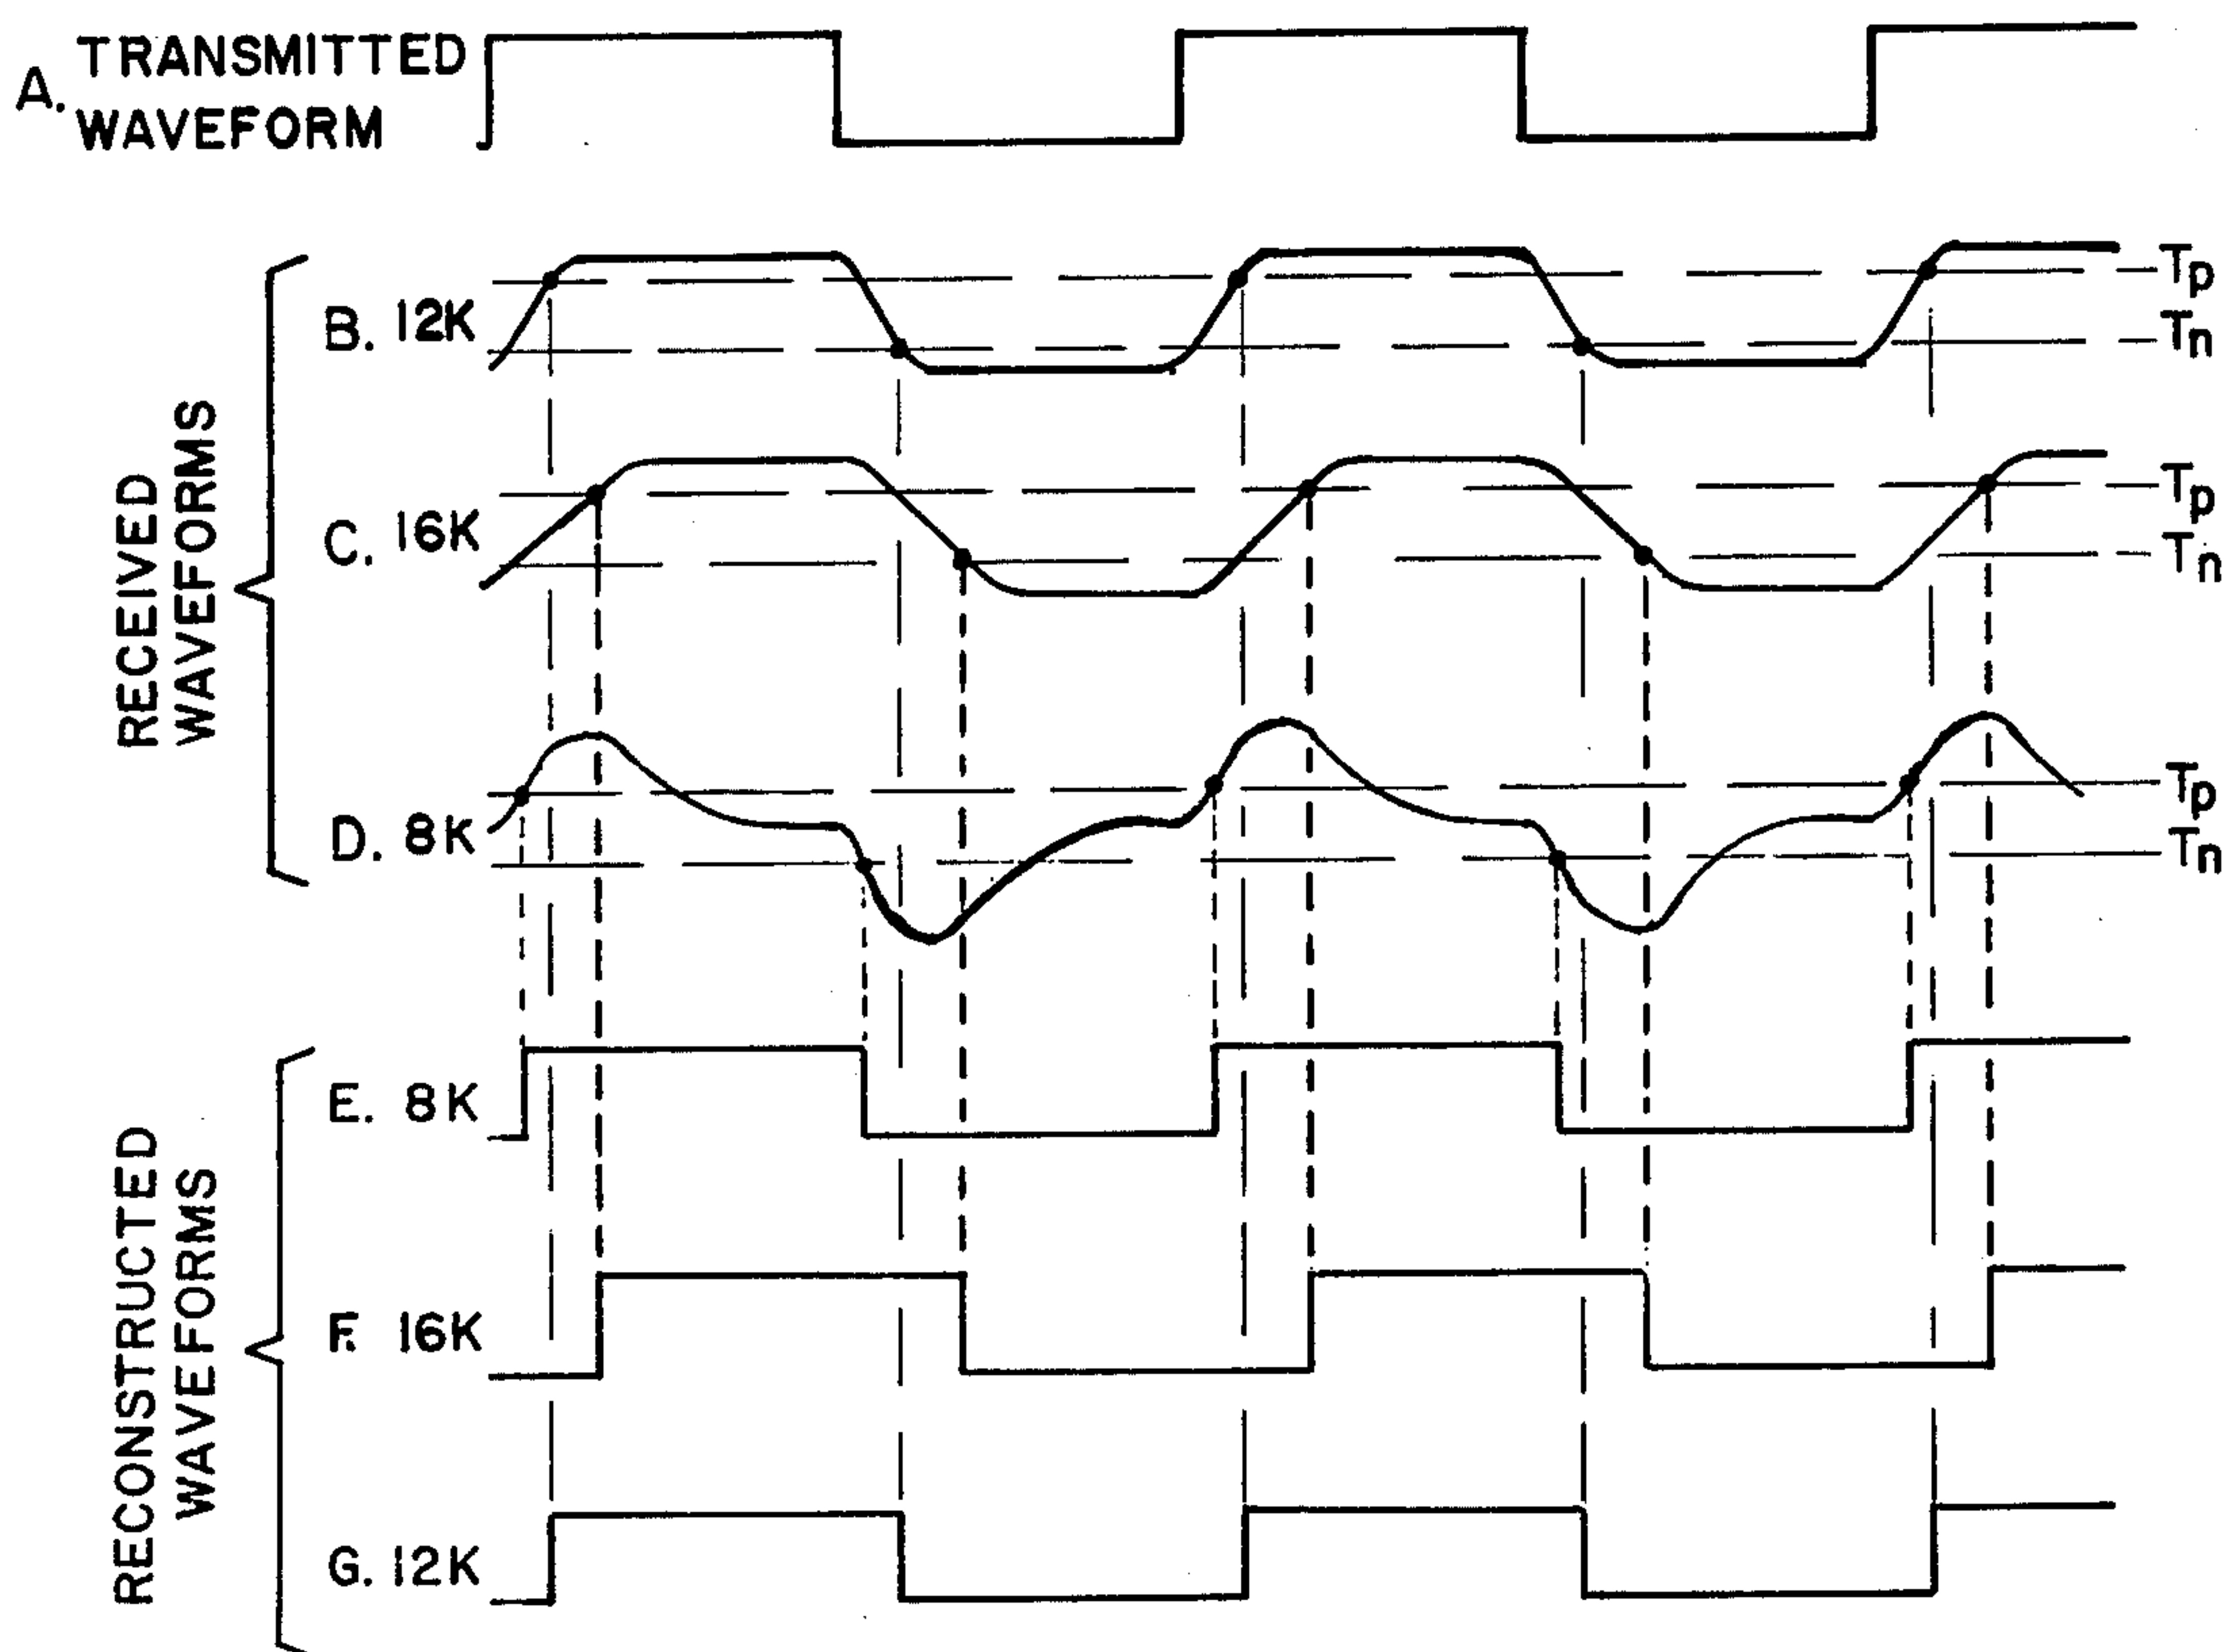 A. TRANSMITTED
WAVEFORM
RECEIVED
WAVEFORMS
B. 12K
Tp
Tn
C. 16K
Tp
Tn
D. 8K
Tp
Tn
RECONSTRUCTED
WAVEFORMS
E. 8K
F. 16K
G. 12K